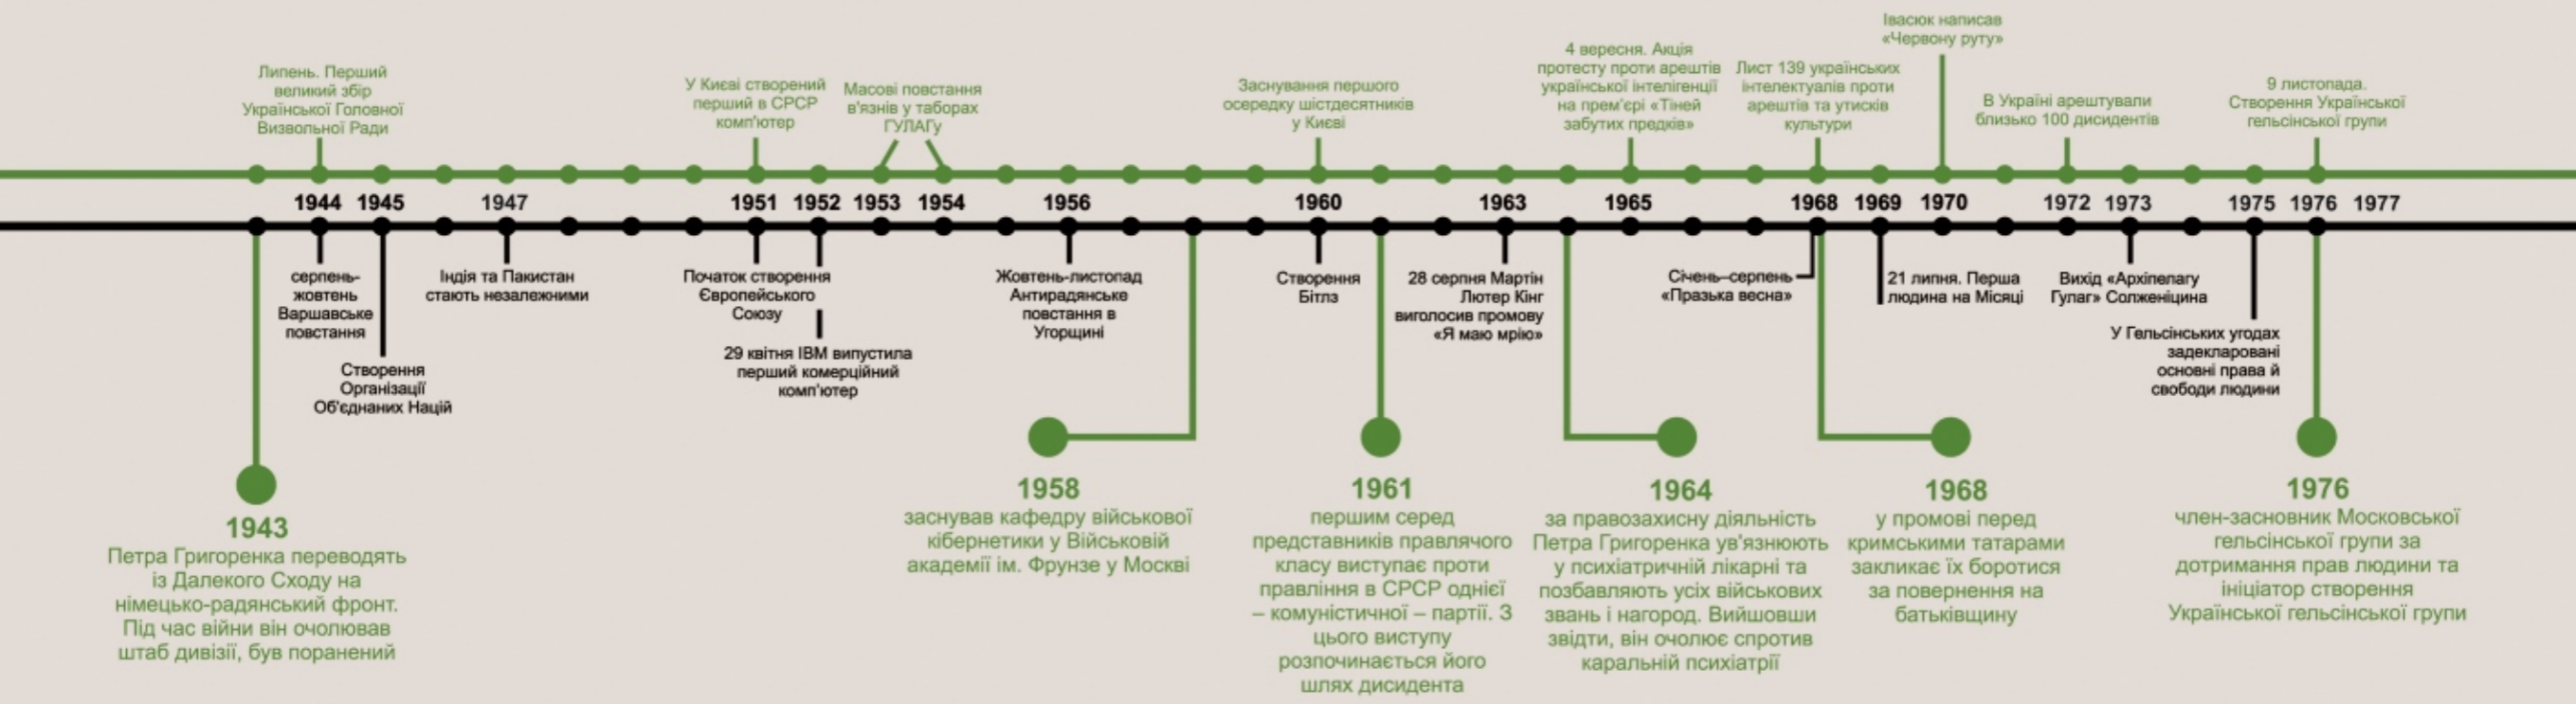 Липень. Перший
великий збір
Української Головної
Визвольної Ради
У Києві створений
перший в СРСР
комп'ютер
Масові повстання
в'язнів у таборах
ГУЛАГу
Заснування першого
осередку шістдесятників
у Києві
4 вересня. Акція
протесту проти арештів
української інтелігенції
на прем'єрі «Тіней
забутих предків»
Лист 139 українських
інтелектуалів проти
арештів та утисків
культури
Івасюк написав
«Червону руту»
В Україні арештували
близько 100 дисидентів
9 листопада.
Створення Української
гельсінської групи
1944 1945 1947 1951 1952 1953 1954 1956 1960 1963 1965 1968 1969 1970 1972 1973 1975 1976 1977
серпень-
жовтень
Варшавське
повстання
Створення
Організації
Об'єднаних Націй
Індія та Пакистан
стають незалежними
Початок створення
Європейського
Союзу
29 квітня IBM випустила
перший комерційний
комп'ютер
Жовтень-листопад
Антирадянське
повстання в
Угорщині
Створення
Бітлз
28 серпня Мартін
Лютер Кінг
виголосив промову
«Я маю мрію»
Січень–серпень
«Празька весна»
21 липня. Перша
людина на Місяці
Вихід «Архіпелагу
Гулаг» Солженіцина
У Гельсінських угодах
задекларовані
основні права й
свободи людини
1943
Петра Григоренка переводять
із Далекого Сходу на
німецько-радянський фронт.
Під час війни він очолював
штаб дивізії, був поранений
1958
заснував кафедру військової
кібернетики у Військовій
академії ім. Фрунзе у Москві
1961
першим серед
представників правлячого
класу виступає проти
правління в СРСР однієї
– комуністичної – партії. З
цього виступу
розпочинається його
шлях дисидента
1964
за правозахисну діяльність
Петра Григоренка ув'язнюють
у психіатричній лікарні та
позбавляють усіх військових
звань і нагород. Вийшовши
звідти, він очолює спротив
каральній психіатрії
1968
у промові перед
кримськими татарами
закликає їх боротися
за повернення на
батьківщину
1976
член-засновник Московської
гельсінської групи за
дотримання прав людини та
ініціатор створення
Української гельсінської групи